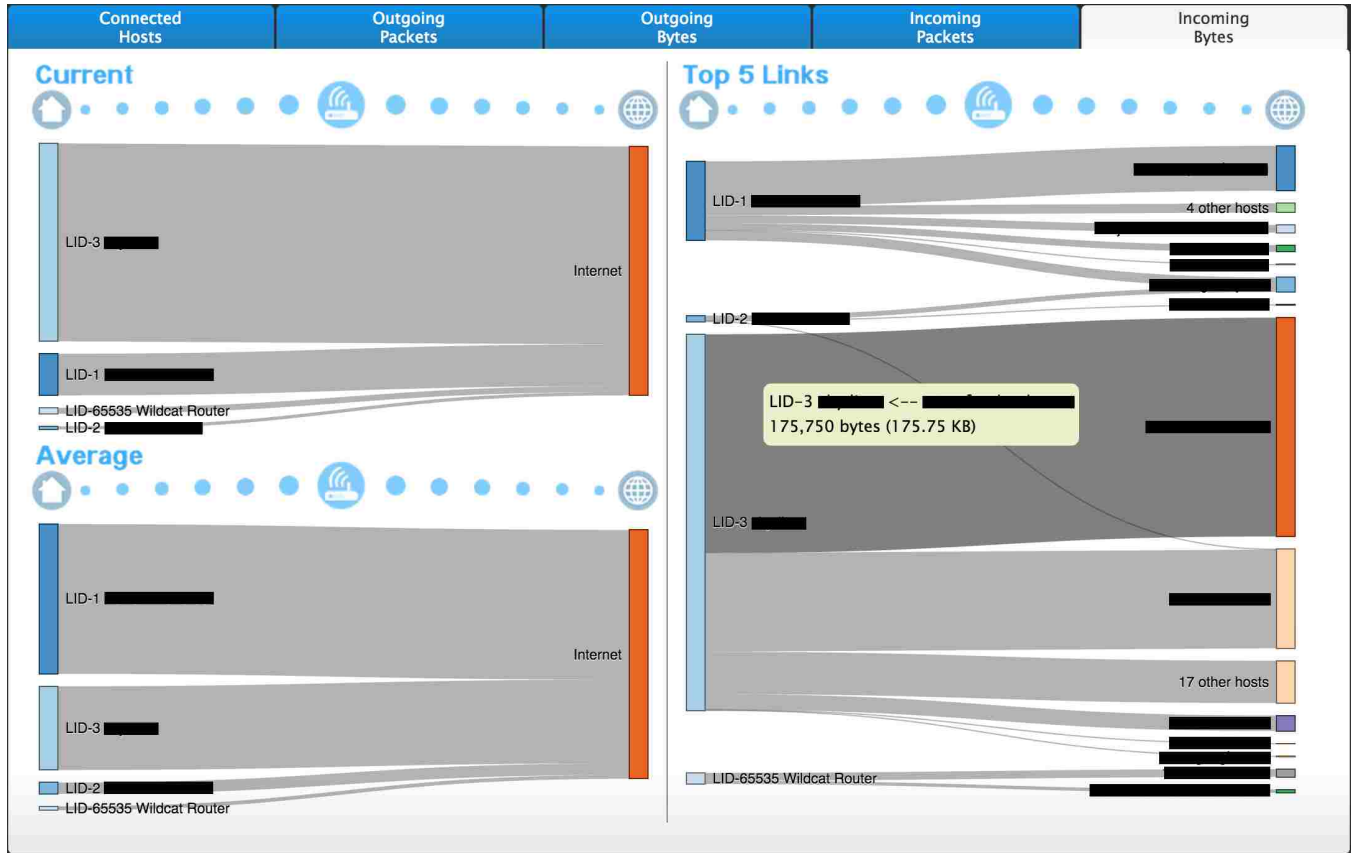 Connected
Hosts
Outgoing
Packets
Outgoing
Bytes
Incoming
Packets
Incoming
Bytes
Current
LID-3
Internet
LID-1
LID-65535 Wildcat Router
LID-2
Average
LID-1
Internet
LID-3
LID-2
LID-65535 Wildcat Router
Top 5 Links
LID-1
4 other hosts
LID-2
LID-3 <--
175,750 bytes (175.75 KB)
LID-3
17 other hosts
LID-65535 Wildcat Router